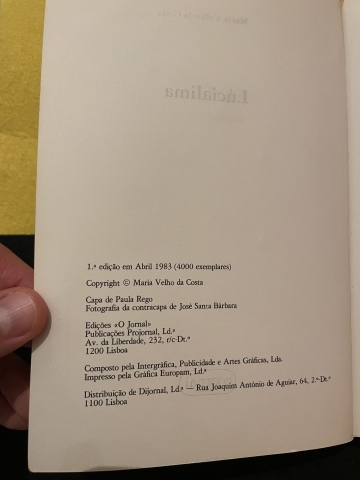 Lúcialima
1.ª edição em Abril 1983 (4000 exemplares)
Copyright © Maria Velho da Costa
Capa de Paula Rego
Fotografia da contracapa de José Santa Bárbara
Edições «O Jornal»
Publicações Projornal, Ld.ª
Av. da Liberdade, 232, r/c-Dt.º
1200 Lisboa
Composto pela Intergráfica, Publicidade e Artes Gráficas, Lda.
Impresso pela Gráfica Europam, Ld.ª
Distribuição de Dijornal, Ld.ª — Rua Joaquim António de Aguiar, 64, 2.º-Dt.º
1100 Lisboa